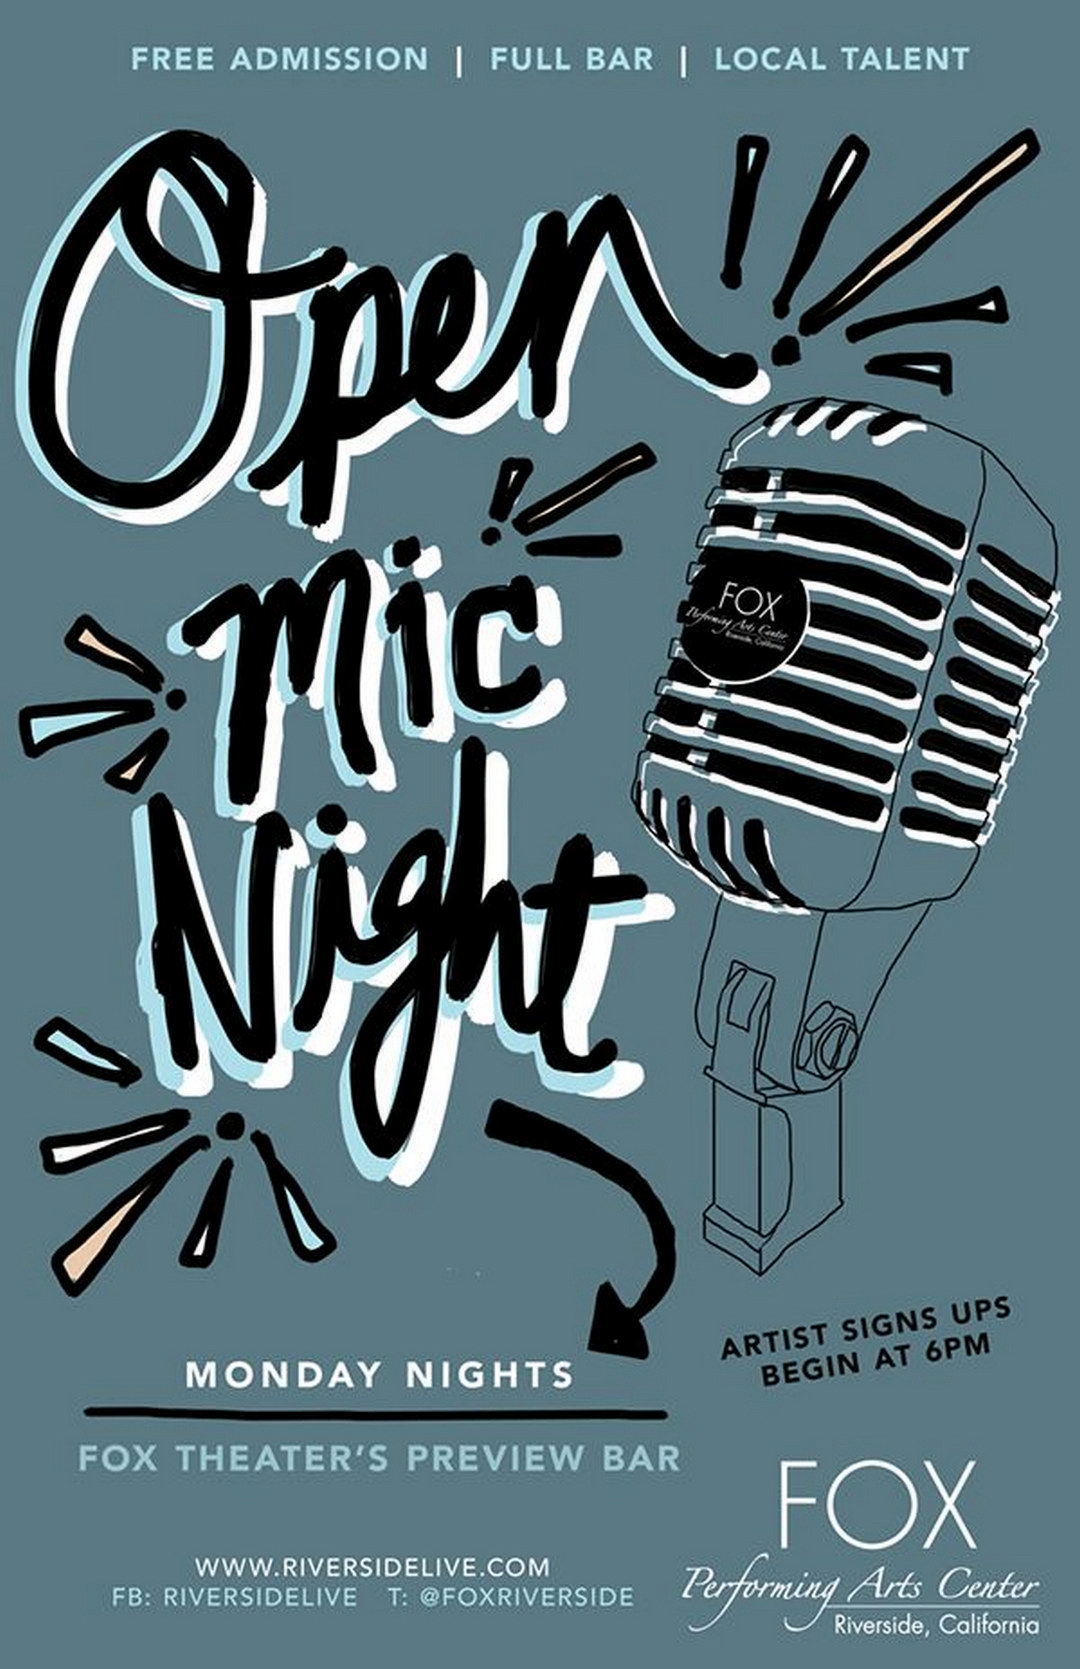 FREE ADMISSION | FULL BAR | LOCAL TALENT
Open
mic
Night
FOX
Performing Arts Center
Riverside, California
ARTIST SIGNS UPS
BEGIN AT 6PM
MONDAY NIGHTS
FOX THEATER'S PREVIEW BAR
WWW.RIVERSIDELIVE.COM
FB: RIVERSIDELIVE T: @FOXRIVERSIDE
FOX
Performing Arts Center
Riverside, California